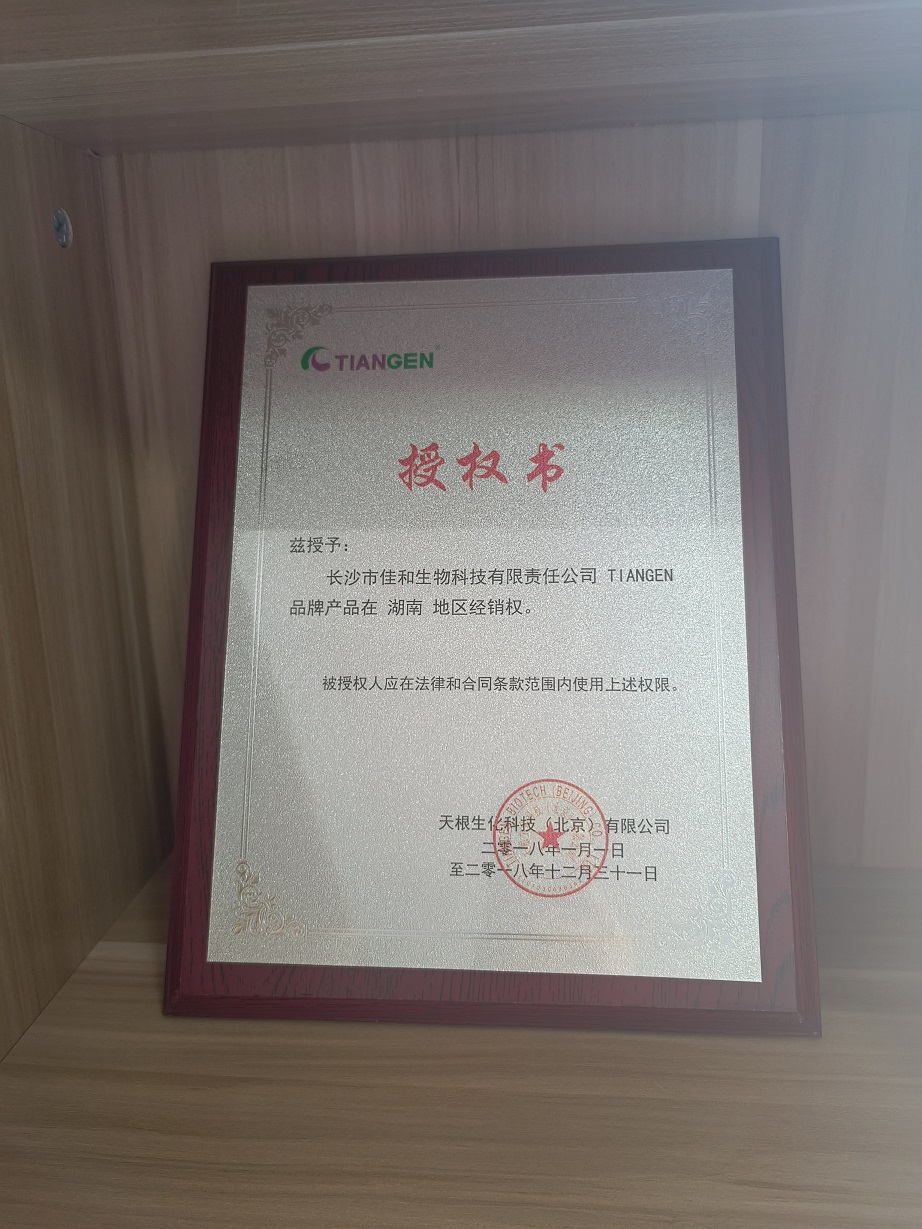 TIANGEN
授权书
兹授予：
长沙市佳和生物科技有限责任公司 TIANGEN
品牌产品在 湖南 地区经销权。
被授权人应在法律和合同条款范围内使用上述权限。
天根生化科技（北京）有限公司
二零一八年一月一日
至二零一八年十二月三十一日
BIOTECH (BEIJING) CO